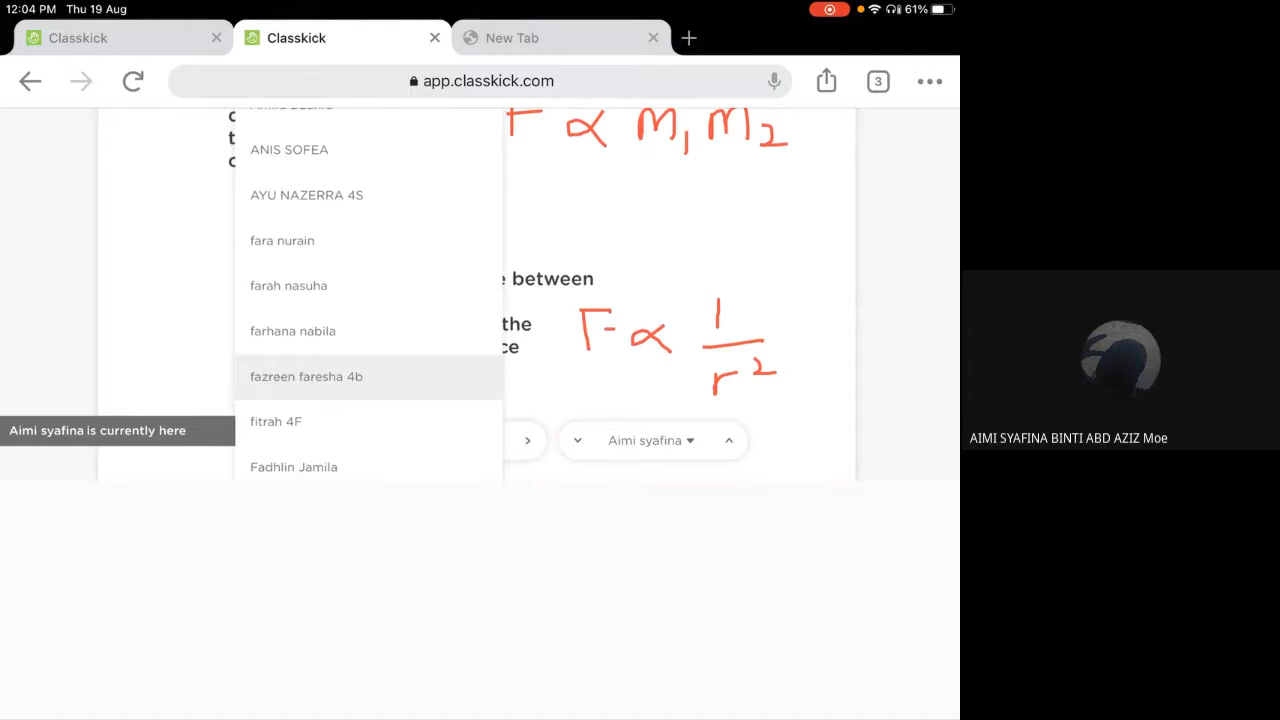 12:04 PM Thu 19 Aug 61%
Classkick Classkick New Tab
app.classkick.com 3
F ∝ m₁ m₂
ANIS SOFEA
AYU NAZERRA 4S
fara nurain
between
farah nasuha
the
F ∝ 1/r²
farhana nabila
fazreen faresha 4b
fitrah 4F
Aimi syafina is currently here
Aimi syafina
AIMI SYAFINA BINTI ABD AZIZ Moe
Fadhlin Jamila